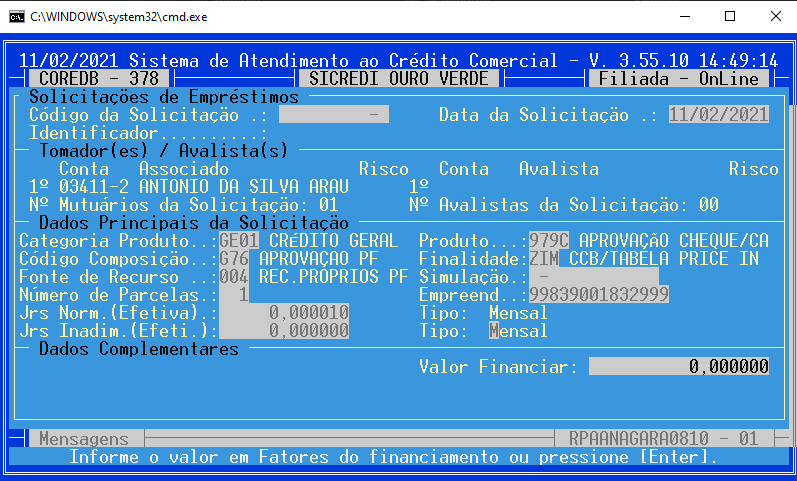 C:\WINDOWS\system32\cmd.exe
11/02/2021 Sistema de Atendimento ao Crédito Comercial - V. 3.55.10 14:49:14
COREDB - 378 SICREDI OURO VERDE Filiada - OnLine
Solicitações de Empréstimos
Código da Solicitação .: - Data da Solicitação .: 11/02/2021
Identificador..........:
Tomador(es) / Avalista(s)
Conta Associado Risco Conta Avalista Risco
1º 03411-2 ANTONIO DA SILVA ARAU 1º
Nº Mutuários da Solicitação: 01 Nº Avalistas da Solicitação: 00
Dados Principais da Solicitação
Categoria Produto..:GE01 CRÉDITO GERAL Produto...:979C APROVAÇÃO CHEQUE/CA
Código Composição..:G76 APROVAÇAO PF Finalidade:ZIM CCB/TABELA PRICE IN
Fonte de Recurso ..:004 REC.PRÓPRIOS PF Simulação.: -
Número de Parcelas.: 1 Empreend..:99839001832999
Jrs Norm.(Efetiva).: 0,000010 Tipo: Mensal
Jrs Inadim.(Efeti.): 0,000000 Tipo: Mensal
Dados Complementares
Valor Financiar: 0,000000
Mensagens RPAANAGARA0810 - 01
Informe o valor em Fatores do financiamento ou pressione [Enter].